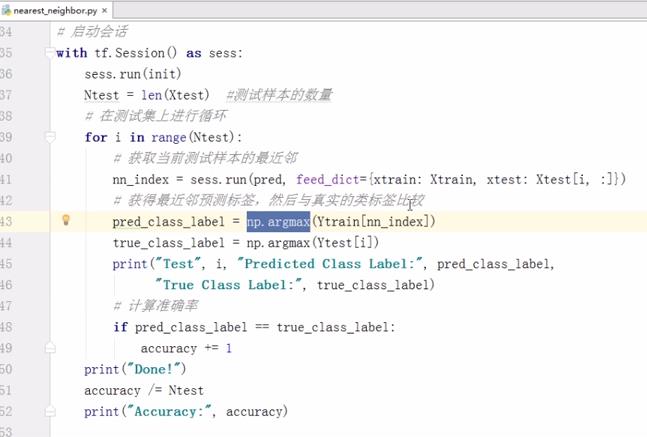 nearest_neighbor.py ×
34 # 启动会话
35 with tf.Session() as sess:
36 sess.run(init)
37 Ntest = len(Xtest) #测试样本的数量
38 # 在测试集上进行循环
39 for i in range(Ntest):
40 # 获取当前测试样本的最近邻
41 nn_index = sess.run(pred, feed_dict={xtrain: Xtrain, xtest: Xtest[i, :]})
42 # 获得最近邻预测标签，然后与真实的类标签比较
43 pred_class_label = np.argmax(Ytrain[nn_index])
44 true_class_label = np.argmax(Ytest[i])
45 print("Test", i, "Predicted Class Label:", pred_class_label,
46 "True Class Label:", true_class_label)
47 # 计算准确率
48 if pred_class_label == true_class_label:
49 accuracy += 1
50 print("Done!")
51 accuracy /= Ntest
52 print("Accuracy:", accuracy)
53